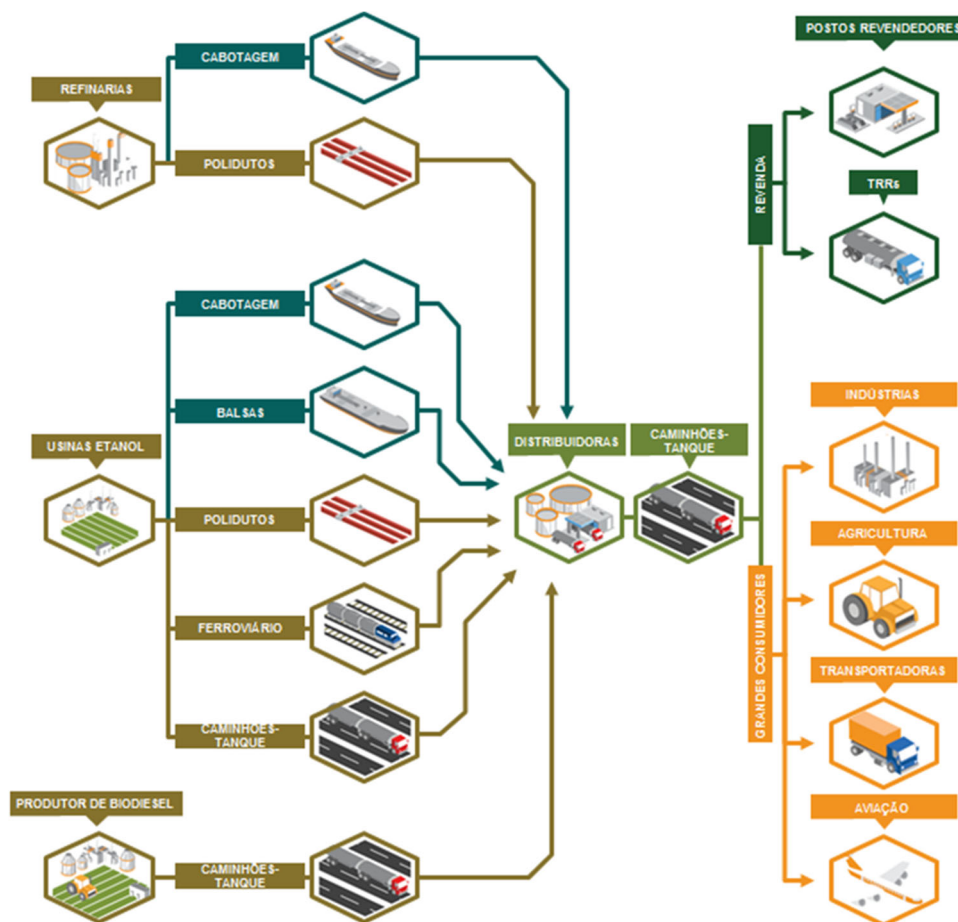 POSTOS REVENDEDORES
CABOTAGEM
REFINARIAS
POLIDUTOS
REVENDA
TRRs
CABOTAGEM
BALSAS
USINAS ETANOL
POLIDUTOS
FERROVIÁRIO
CAMINHÕES-
TANQUE
PRODUTOR DE BIODIESEL
CAMINHÕES-
TANQUE
DISTRIBUIDORAS
CAMINHÕES-
TANQUE
GRANDES CONSUMIDORES
INDÚSTRIAS
AGRICULTURA
TRANSPORTADORAS
AVIAÇÃO